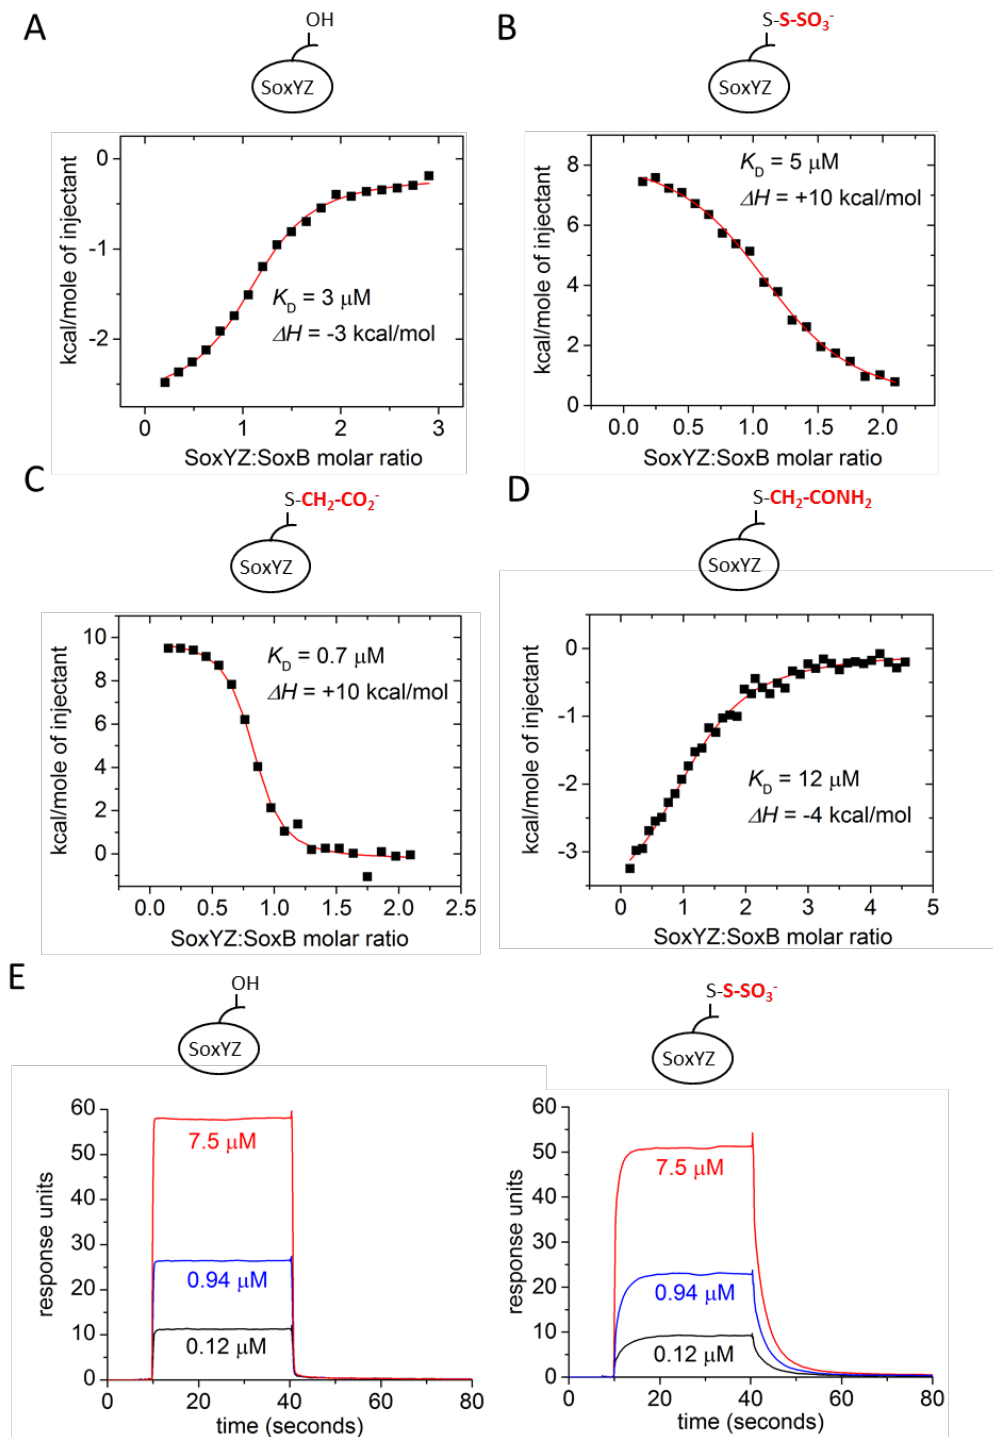 A
OH
SoxYZ
0
-1
-2
kcal/mole of injectant
K_D = 3 μM
ΔH = -3 kcal/mol
0 1 2 3
SoxYZ:SoxB molar ratio
B
S-S-SO₃⁻
SoxYZ
8
6
4
2
0
kcal/mole of injectant
K_D = 5 μM
ΔH = +10 kcal/mol
0.0 0.5 1.0 1.5 2.0
SoxYZ:SoxB molar ratio
C
S-CH₂-CO₂⁻
SoxYZ
10
8
6
4
2
0
kcal/mole of injectant
K_D = 0.7 μM
ΔH = +10 kcal/mol
0.0 0.5 1.0 1.5 2.0 2.5
SoxYZ:SoxB molar ratio
D
S-CH₂-CONH₂
SoxYZ
0
-1
-2
-3
kcal/mole of injectant
K_D = 12 μM
ΔH = -4 kcal/mol
0 1 2 3 4 5
SoxYZ:SoxB molar ratio
E
OH
SoxYZ
60
50
40
30
20
10
0
response units
7.5 μM
0.94 μM
0.12 μM
0 20 40 60 80
time (seconds)
S-S-SO₃⁻
SoxYZ
60
50
40
30
20
10
0
response units
7.5 μM
0.94 μM
0.12 μM
0 20 40 60 80
time (seconds)